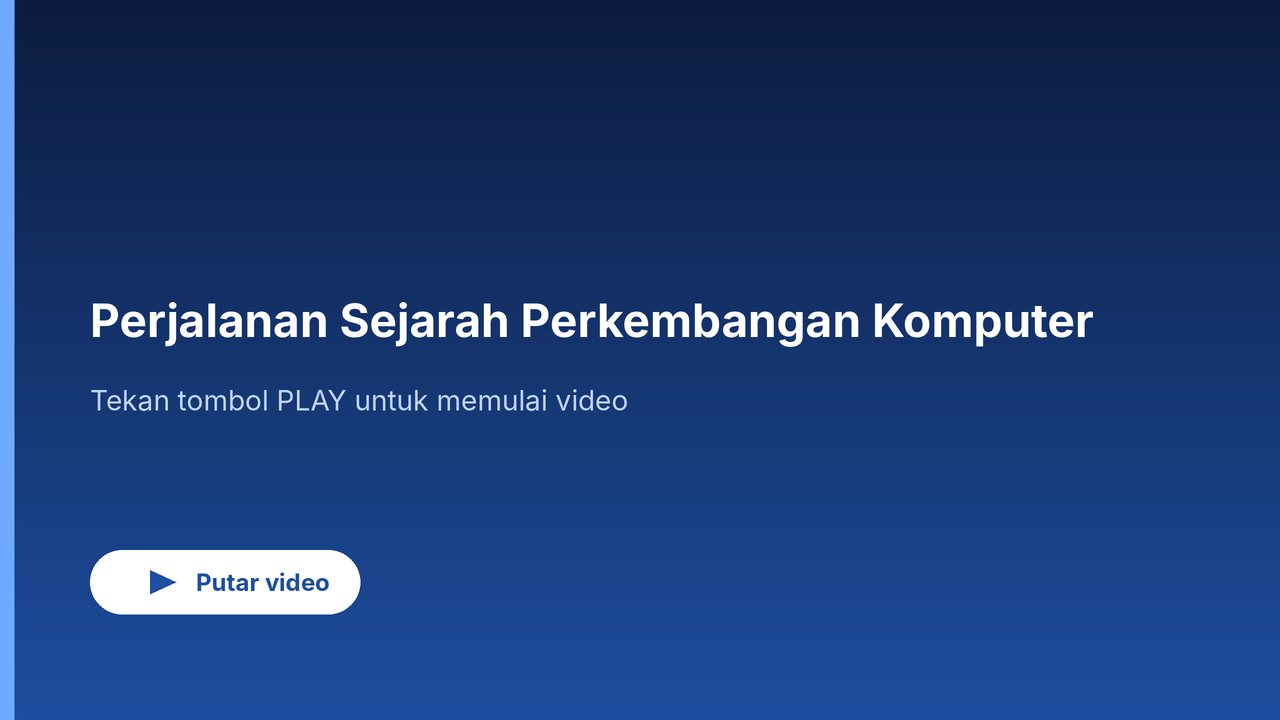 Perjalanan Sejarah Perkembangan Komputer
Tekan tombol PLAY untuk memulai video
Putar video